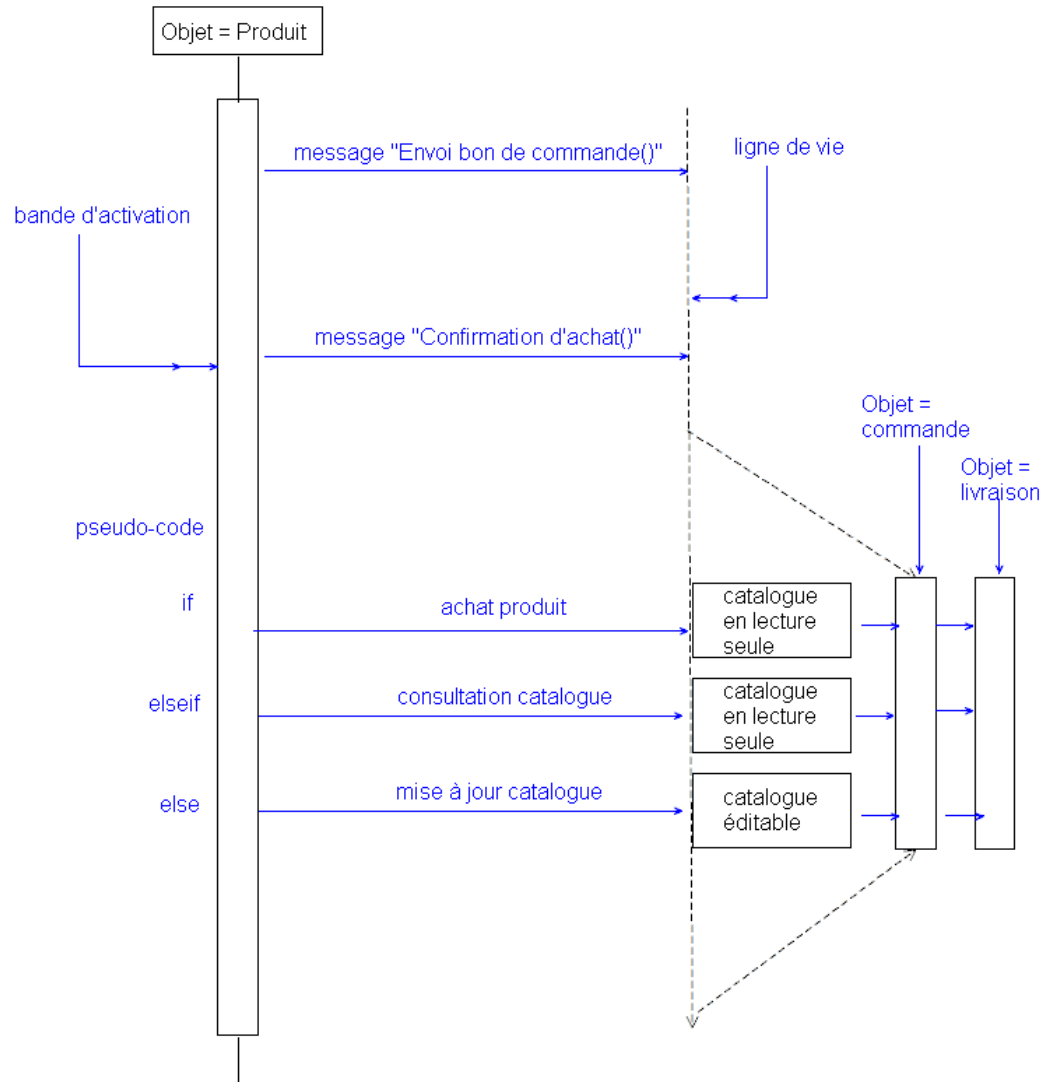 Objet = Produit
message "Envoi bon de commande()"
ligne de vie
bande d'activation
message "Confirmation d'achat()"
Objet =
commande
Objet =
livraison
pseudo-code
if
achat produit
catalogue
en lecture
seule
elseif
consultation catalogue
catalogue
en lecture
seule
else
mise à jour catalogue
catalogue
éditable